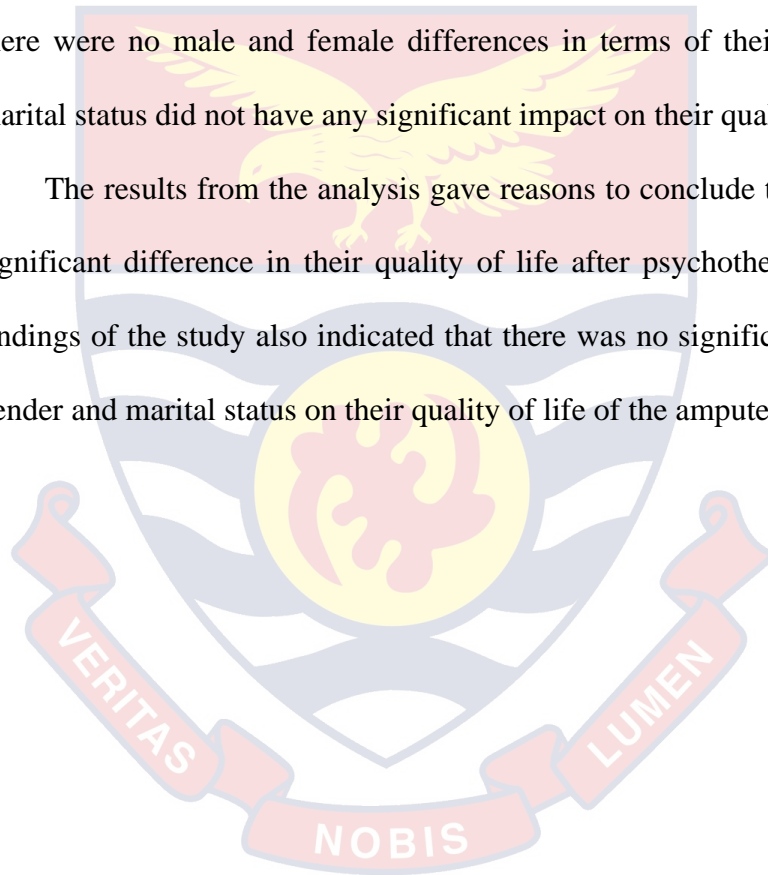 ere were no male and female differences in terms of their
arital status did not have any significant impact on their qual
The results from the analysis gave reasons to conclude t
gnificant difference in their quality of life after psychothe
ndings of the study also indicated that there was no signific
ender and marital status on their quality of life of the ampute
VERITAS
NOBIS
LUMEN